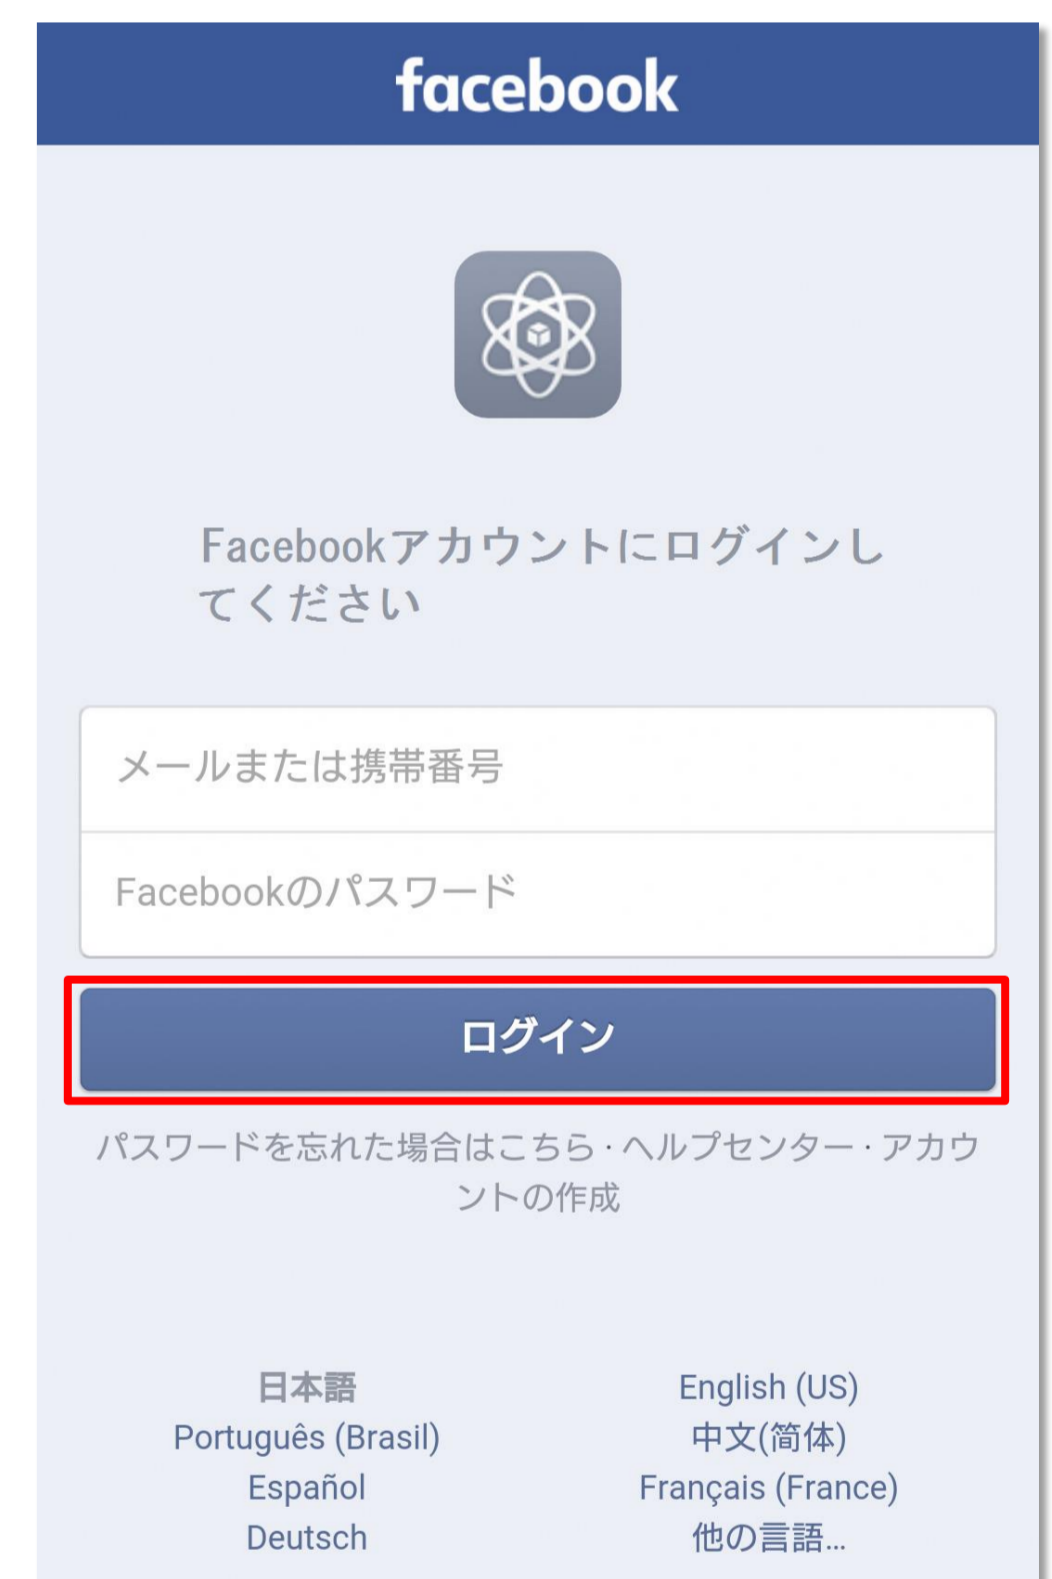 facebook
Facebookアカウントにログインし
てください
メールまたは携帯番号
Facebookのパスワード
ログイン
パスワードを忘れた場合はこちら · ヘルプセンター · アカウ
ントの作成
日本語 English (US)
Português (Brasil) 中文(简体)
Español Français (France)
Deutsch 他の言語...